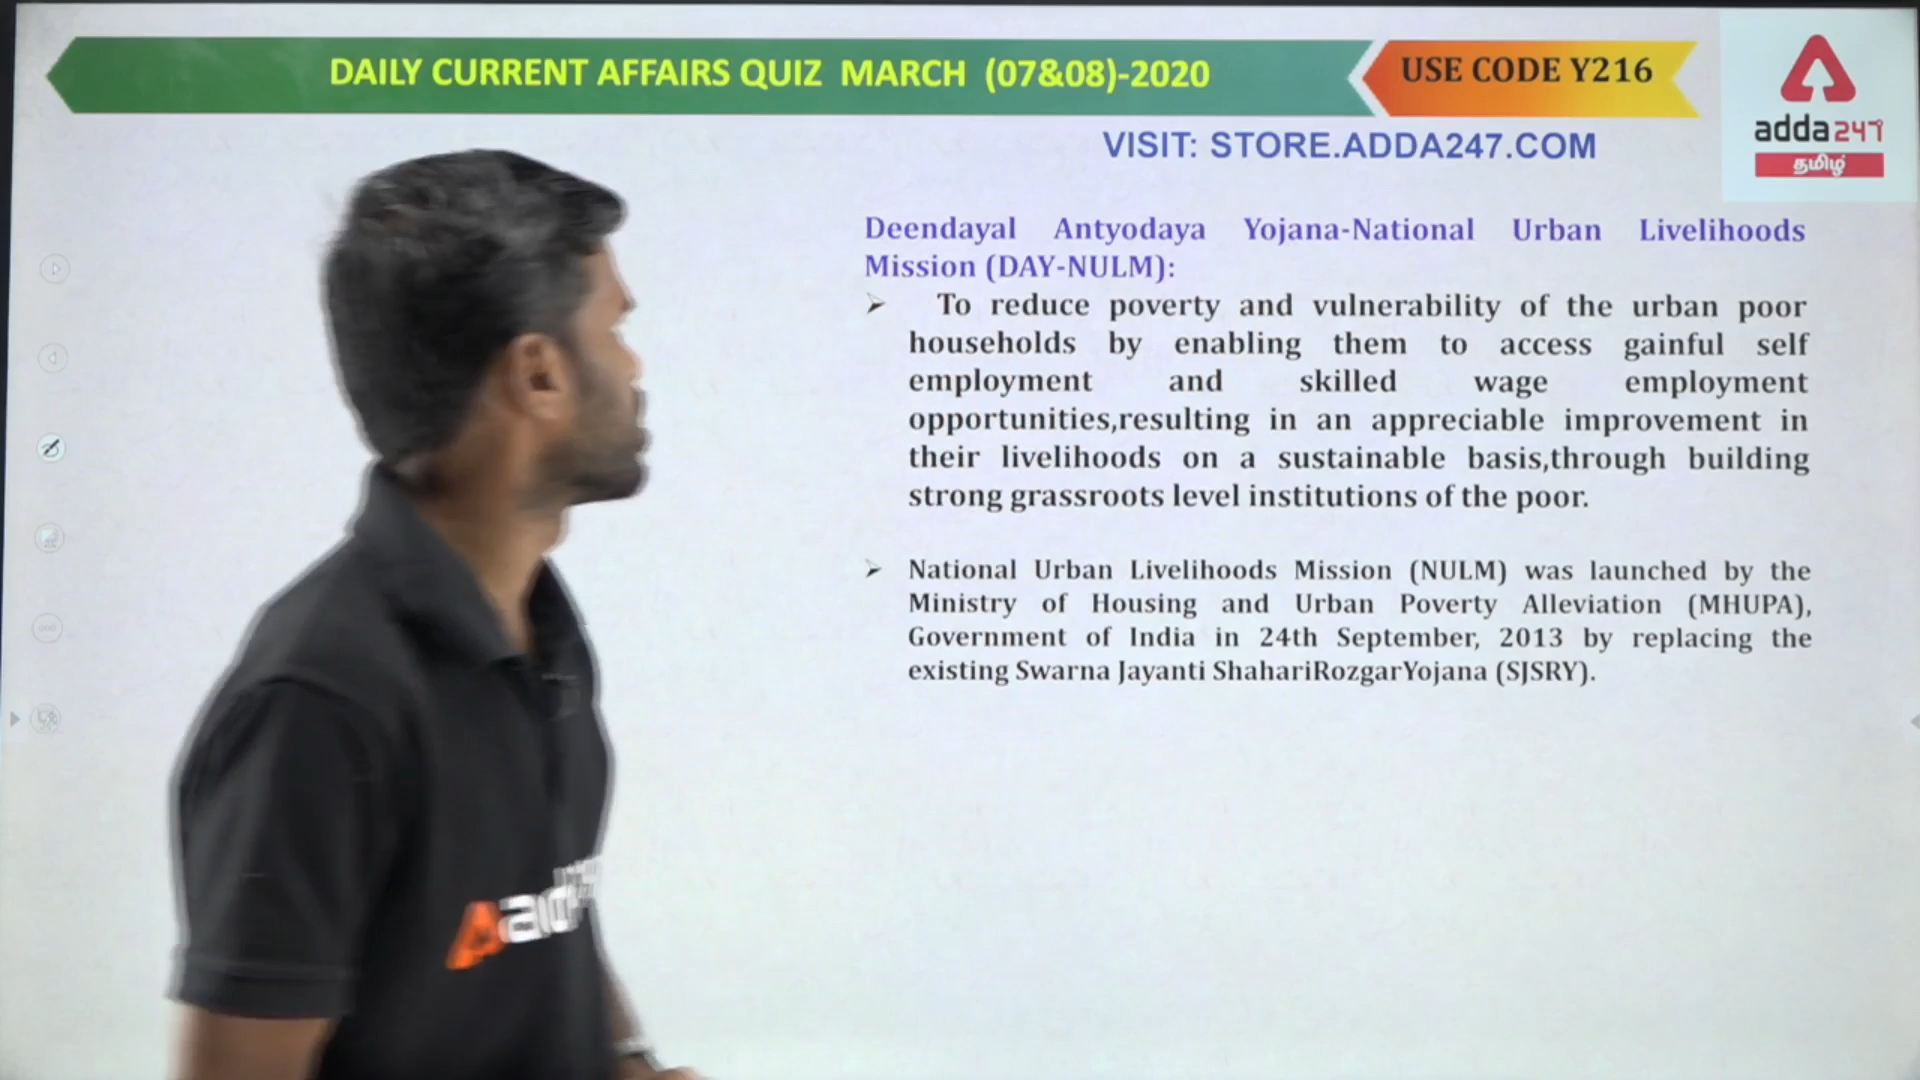 DAILY CURRENT AFFAIRS QUIZ MARCH (07&08)-2020
USE CODE Y216
adda247
தமிழ்
VISIT: STORE.ADDA247.COM
Deendayal Antyodaya Yojana-National Urban Livelihoods
Mission (DAY-NULM):
To reduce poverty and vulnerability of the urban poor
households by enabling them to access gainful self
employment and skilled wage employment
opportunities,resulting in an appreciable improvement in
their livelihoods on a sustainable basis,through building
strong grassroots level institutions of the poor.
National Urban Livelihoods Mission (NULM) was launched by the
Ministry of Housing and Urban Poverty Alleviation (MHUPA),
Government of India in 24th September, 2013 by replacing the
existing Swarna Jayanti ShahariRozgarYojana (SJSRY).